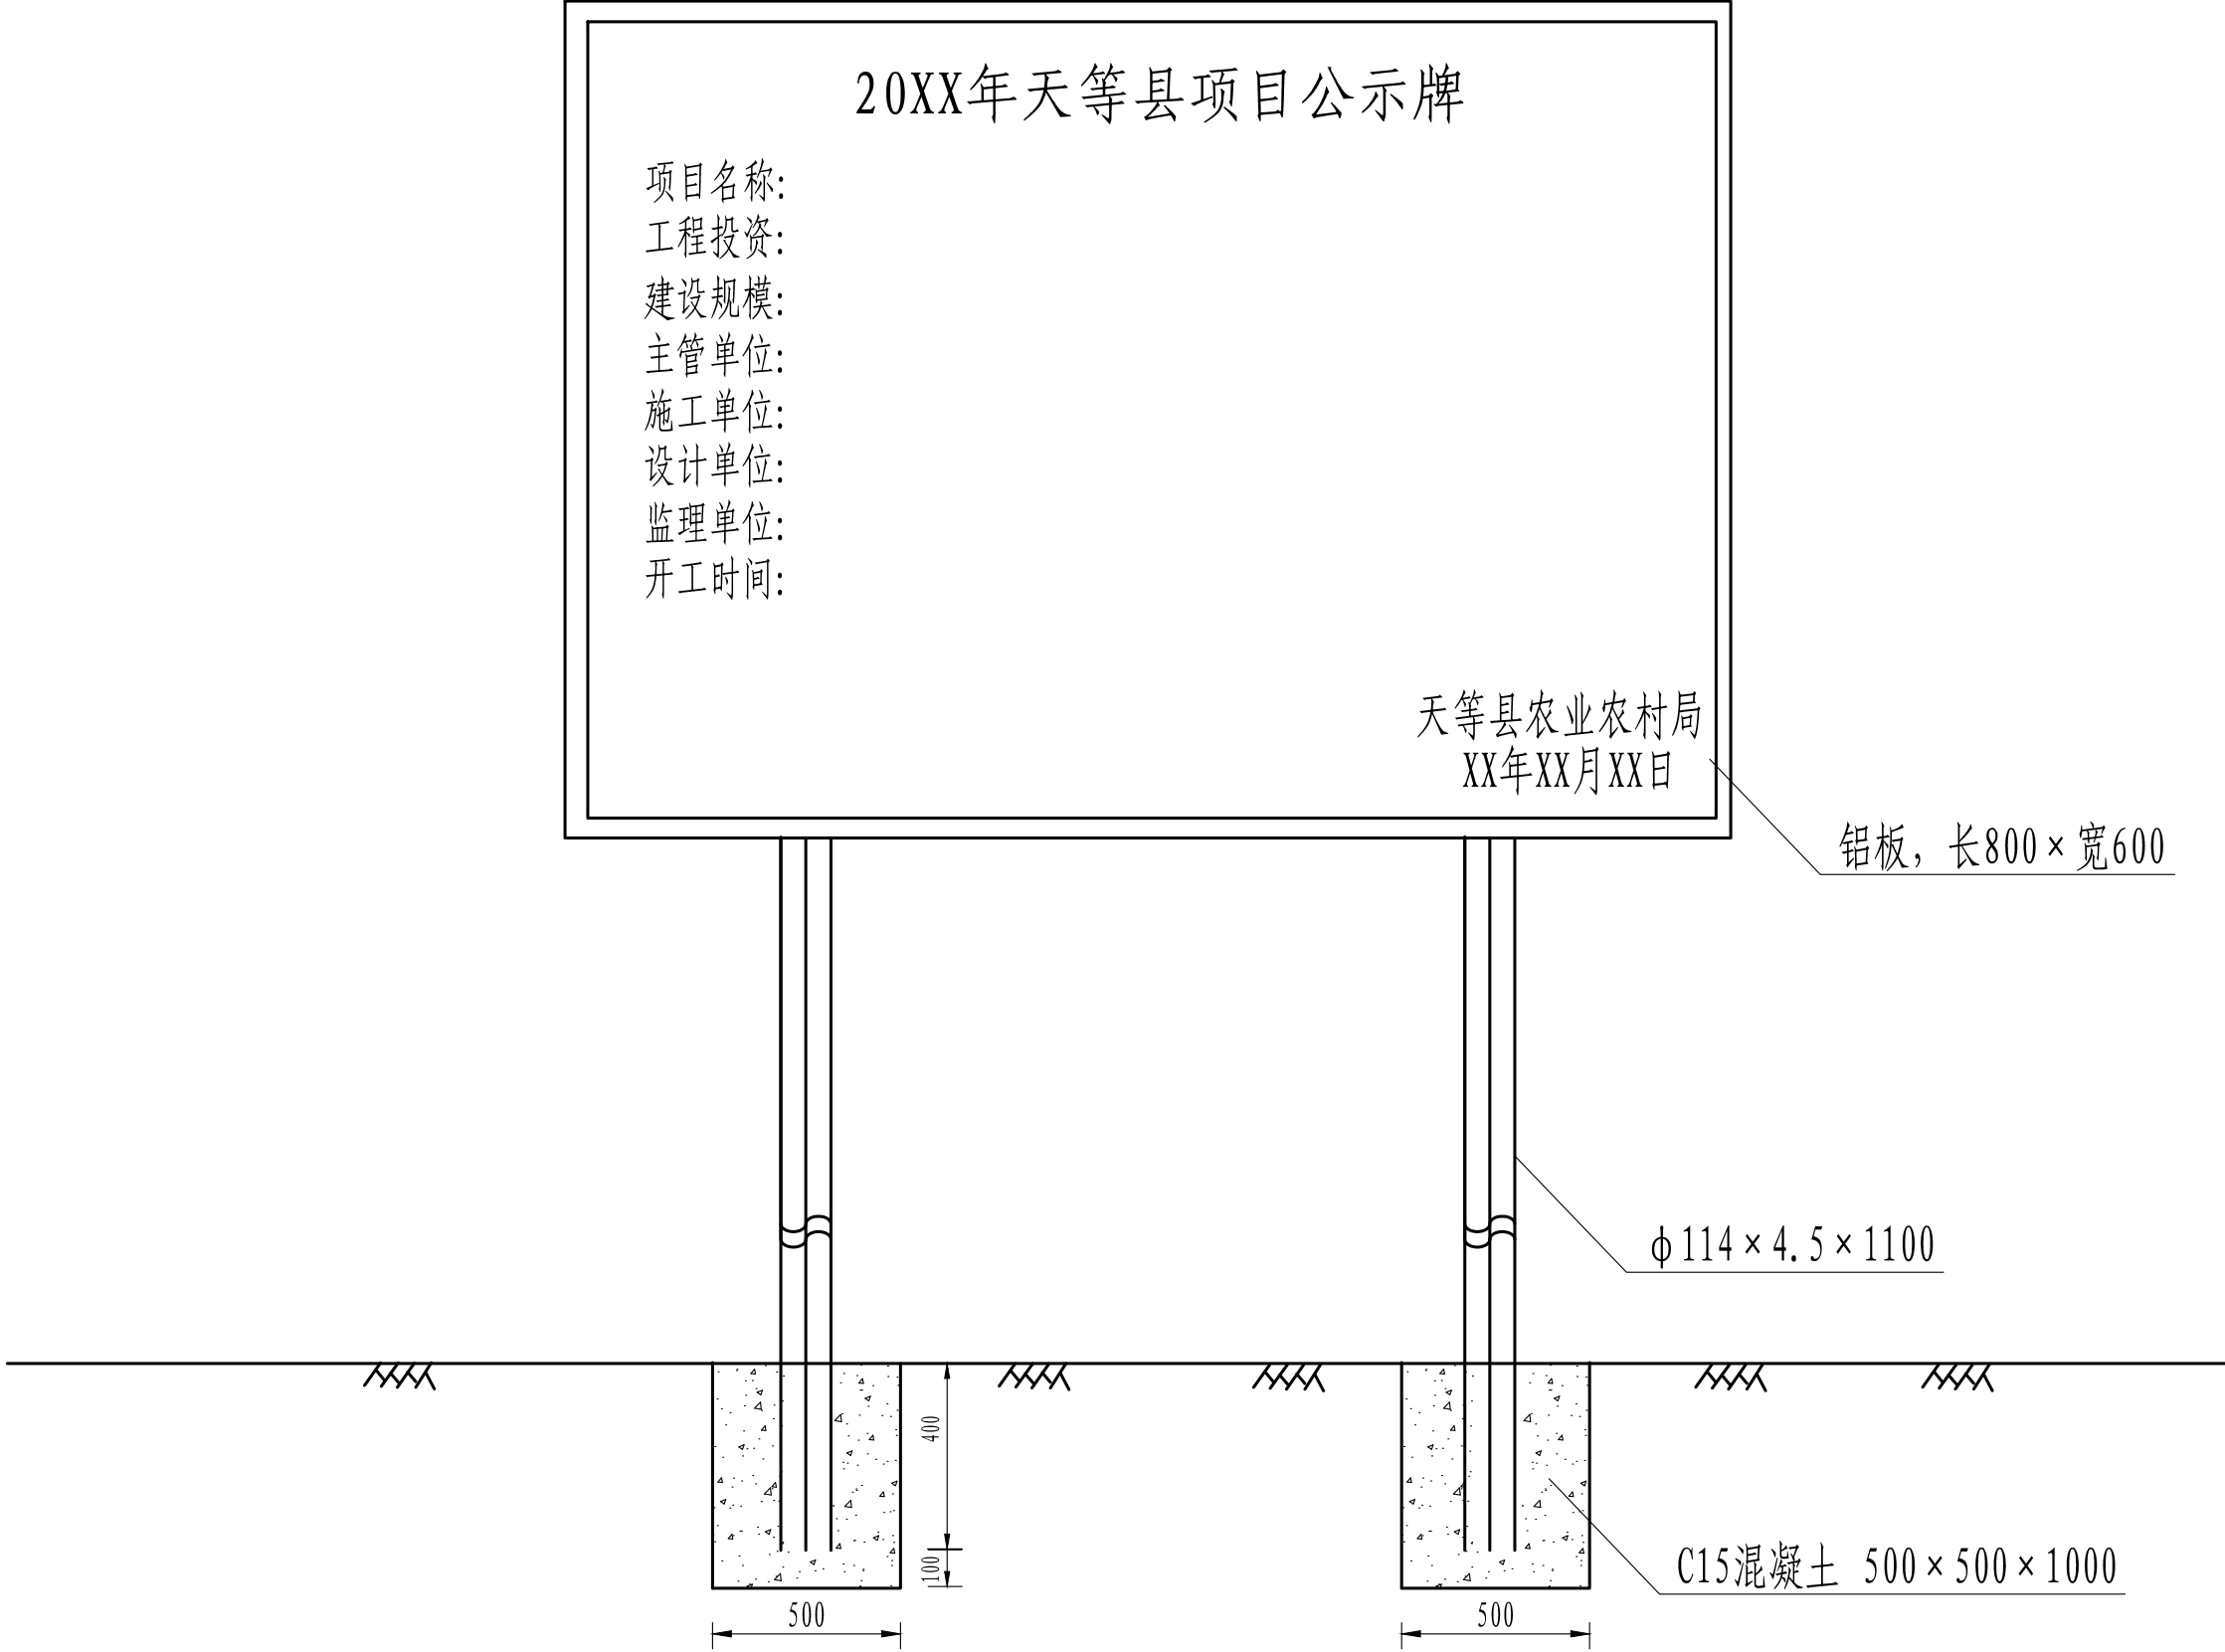 20XX年天等县项目公示牌
项目名称:
工程投资:
建设规模:
主管单位:
施工单位:
设计单位:
监理单位:
开工时间:
天等县农业农村局
XX年XX月XX日
铝板, 长800×宽600
ф114×4.5×1100
400
100
C15混凝土 500×500×1000
500
500